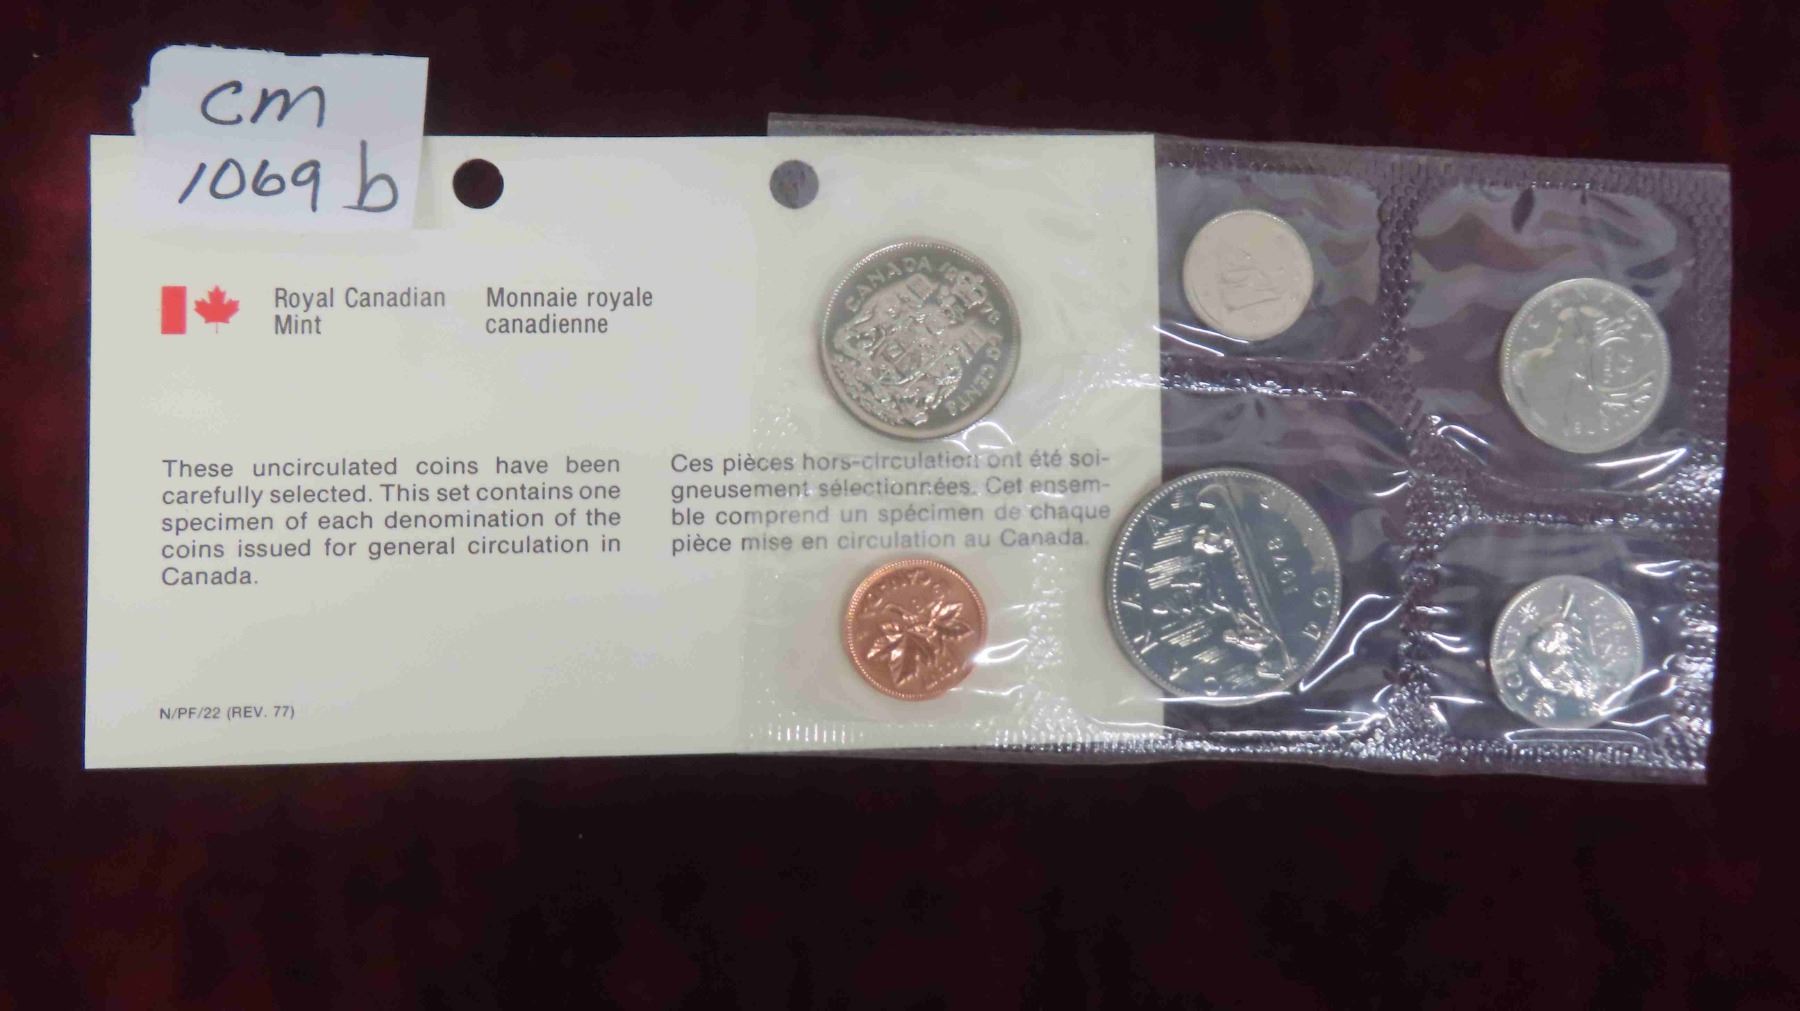 cm
1069 b
Royal Canadian
Mint
Monnaie royale
canadienne
These uncirculated coins have been
carefully selected. This set contains one
specimen of each denomination of the
coins issued for general circulation in
Canada.
Ces pièces hors-circulation ont été soi-
gneusement sélectionnées. Cet ensem-
ble comprend un spécimen de chaque
pièce mise en circulation au Canada.
N/PF/22 (REV. 77)
CANADA 1978
50 CENTS
CANADA
CANADA
1978